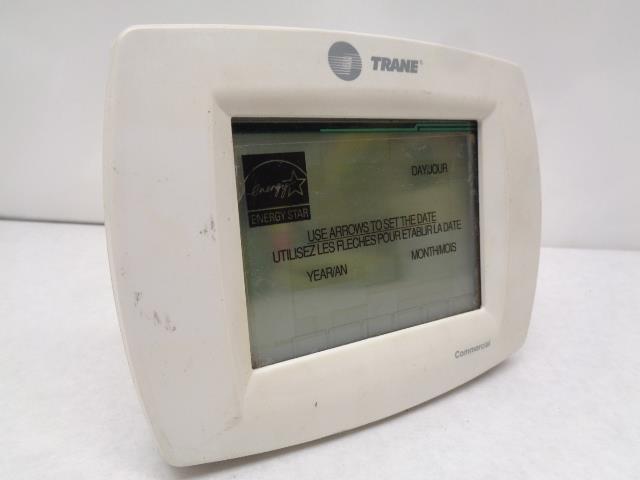 TRANE®
energy
ENERGY STAR
DAY/JOUR
USE ARROWS TO SET THE DATE
UTILISEZ LES FLECHES POUR ETABLIR LA DATE
YEAR/AN
MONTH/MOIS
Commercial